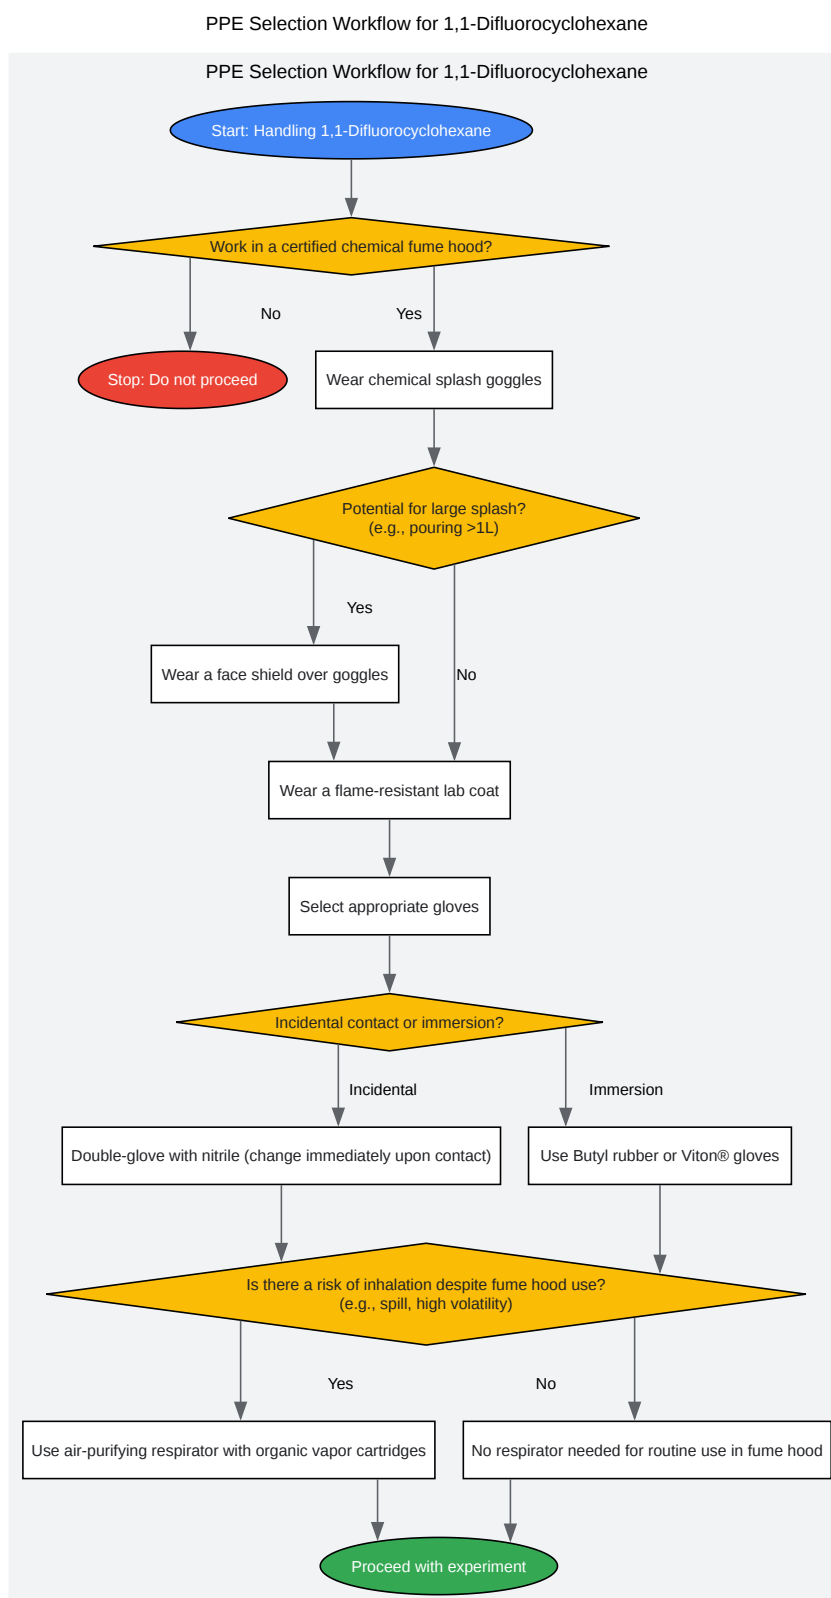 PPE Selection Workflow for 1,1-Difluorocyclohexane
PPE Selection Workflow for 1,1-Difluorocyclohexane
Start: Handling 1,1-Difluorocyclohexane
Work in a certified chemical fume hood?
No
Yes
Stop: Do not proceed
Wear chemical splash goggles
Potential for large splash?
(e.g., pouring >1L)
Yes
Wear a face shield over goggles
No
Wear a flame-resistant lab coat
Select appropriate gloves
Incidental contact or immersion?
Incidental
Immersion
Double-glove with nitrile (change immediately upon contact)
Use Butyl rubber or Viton® gloves
Is there a risk of inhalation despite fume hood use?
(e.g., spill, high volatility)
Yes
No
Use air-purifying respirator with organic vapor cartridges
No respirator needed for routine use in fume hood
Proceed with experiment